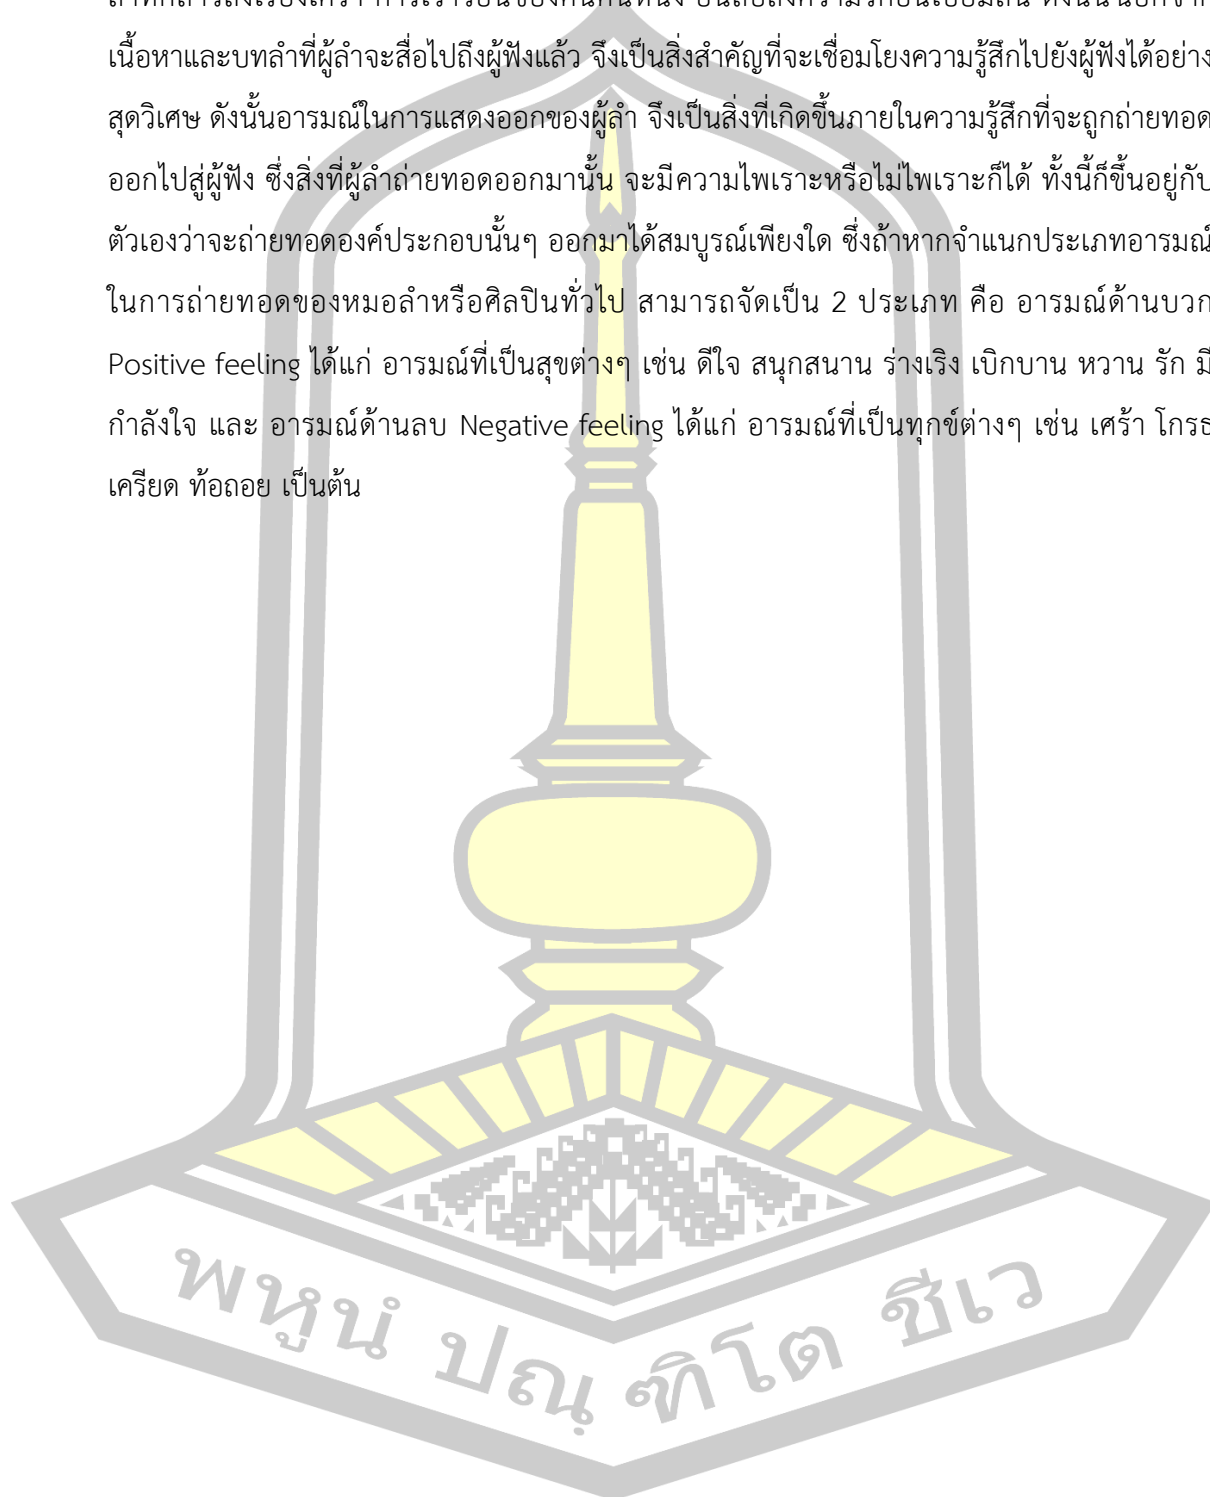 เนื้อหาและบทลำที่ผู้ลำจะสื่อไปถึงผู้ฟังแล้ว จึงเป็นสิ่งสำคัญที่จะเชื่อมโยงความรู้สึกไปยังผู้ฟังได้อย่าง
สุดวิเศษ ดังนั้นอารมณ์ในการแสดงออกของผู้ลำ จึงเป็นสิ่งที่เกิดขึ้นภายในความรู้สึกที่จะถูกถ่ายทอด
ออกไปสู่ผู้ฟัง ซึ่งสิ่งที่ผู้ลำถ่ายทอดออกมานั้น จะมีความไพเราะหรือไม่ไพเราะก็ได้ ทั้งนี้ก็ขึ้นอยู่กับ
ตัวเองว่าจะถ่ายทอดองค์ประกอบนั้นๆ ออกมาได้สมบูรณ์เพียงใด ซึ่งถ้าหากจำแนกประเภทอารมณ์
ในการถ่ายทอดของหมอลำหรือศิลปินทั่วไป สามารถจัดเป็น 2 ประเภท คือ อารมณ์ด้านบวก
Positive feeling ได้แก่ อารมณ์ที่เป็นสุขต่างๆ เช่น ดีใจ สนุกสนาน ร่างเริง เบิกบาน หวาน รัก มี
กำลังใจ และ อารมณ์ด้านลบ Negative feeling ได้แก่ อารมณ์ที่เป็นทุกข์ต่างๆ เช่น เศร้า โกรธ
เครียด ท้อถอย เป็นต้น
พหูนํ ปณฺฑิโต ชีเว